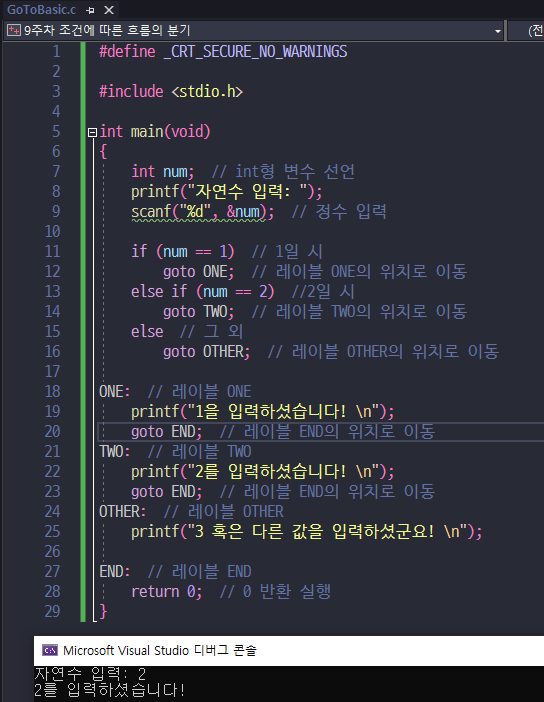 GoToBasic.c
9주차 조건에 따른 흐름의 분기 (전
1 #define _CRT_SECURE_NO_WARNINGS
2
3 #include <stdio.h>
4
5 int main(void)
6 {
7 int num;  // int형 변수 선언
8 printf("자연수 입력: ");
9 scanf("%d", &num);  // 정수 입력
10
11 if (num == 1)  // 1일 시
12 goto ONE;  // 레이블 ONE의 위치로 이동
13 else if (num == 2)  //2일 시
14 goto TWO;  // 레이블 TWO의 위치로 이동
15 else  // 그 외
16 goto OTHER;  // 레이블 OTHER의 위치로 이동
17
18 ONE:  // 레이블 ONE
19 printf("1을 입력하셨습니다! \n");
20 goto END;  // 레이블 END의 위치로 이동
21 TWO:  // 레이블 TWO
22 printf("2를 입력하셨습니다! \n");
23 goto END;  // 레이블 END의 위치로 이동
24 OTHER:  // 레이블 OTHER
25 printf("3 혹은 다른 값을 입력하셨군요! \n");
26
27 END:  // 레이블 END
28 return 0;  // 0 반환 실행
29 }
Microsoft Visual Studio 디버그 콘솔
자연수 입력: 2
2를 입력하셨습니다!